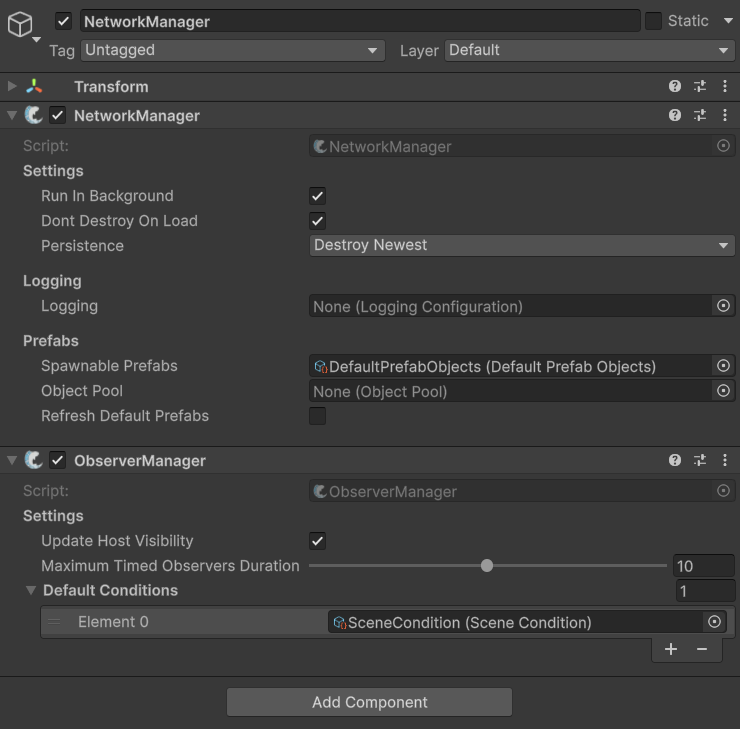 NetworkManager
Static
Tag Untagged Layer Default
Transform
NetworkManager
Script: NetworkManager
Settings
Run In Background
Dont Destroy On Load
Persistence Destroy Newest
Logging
Logging None (Logging Configuration)
Prefabs
Spawnable Prefabs DefaultPrefabObjects (Default Prefab Objects)
Object Pool None (Object Pool)
Refresh Default Prefabs
ObserverManager
Script: ObserverManager
Settings
Update Host Visibility
Maximum Timed Observers Duration 10
Default Conditions 1
Element 0 SceneCondition (Scene Condition)
Add Component